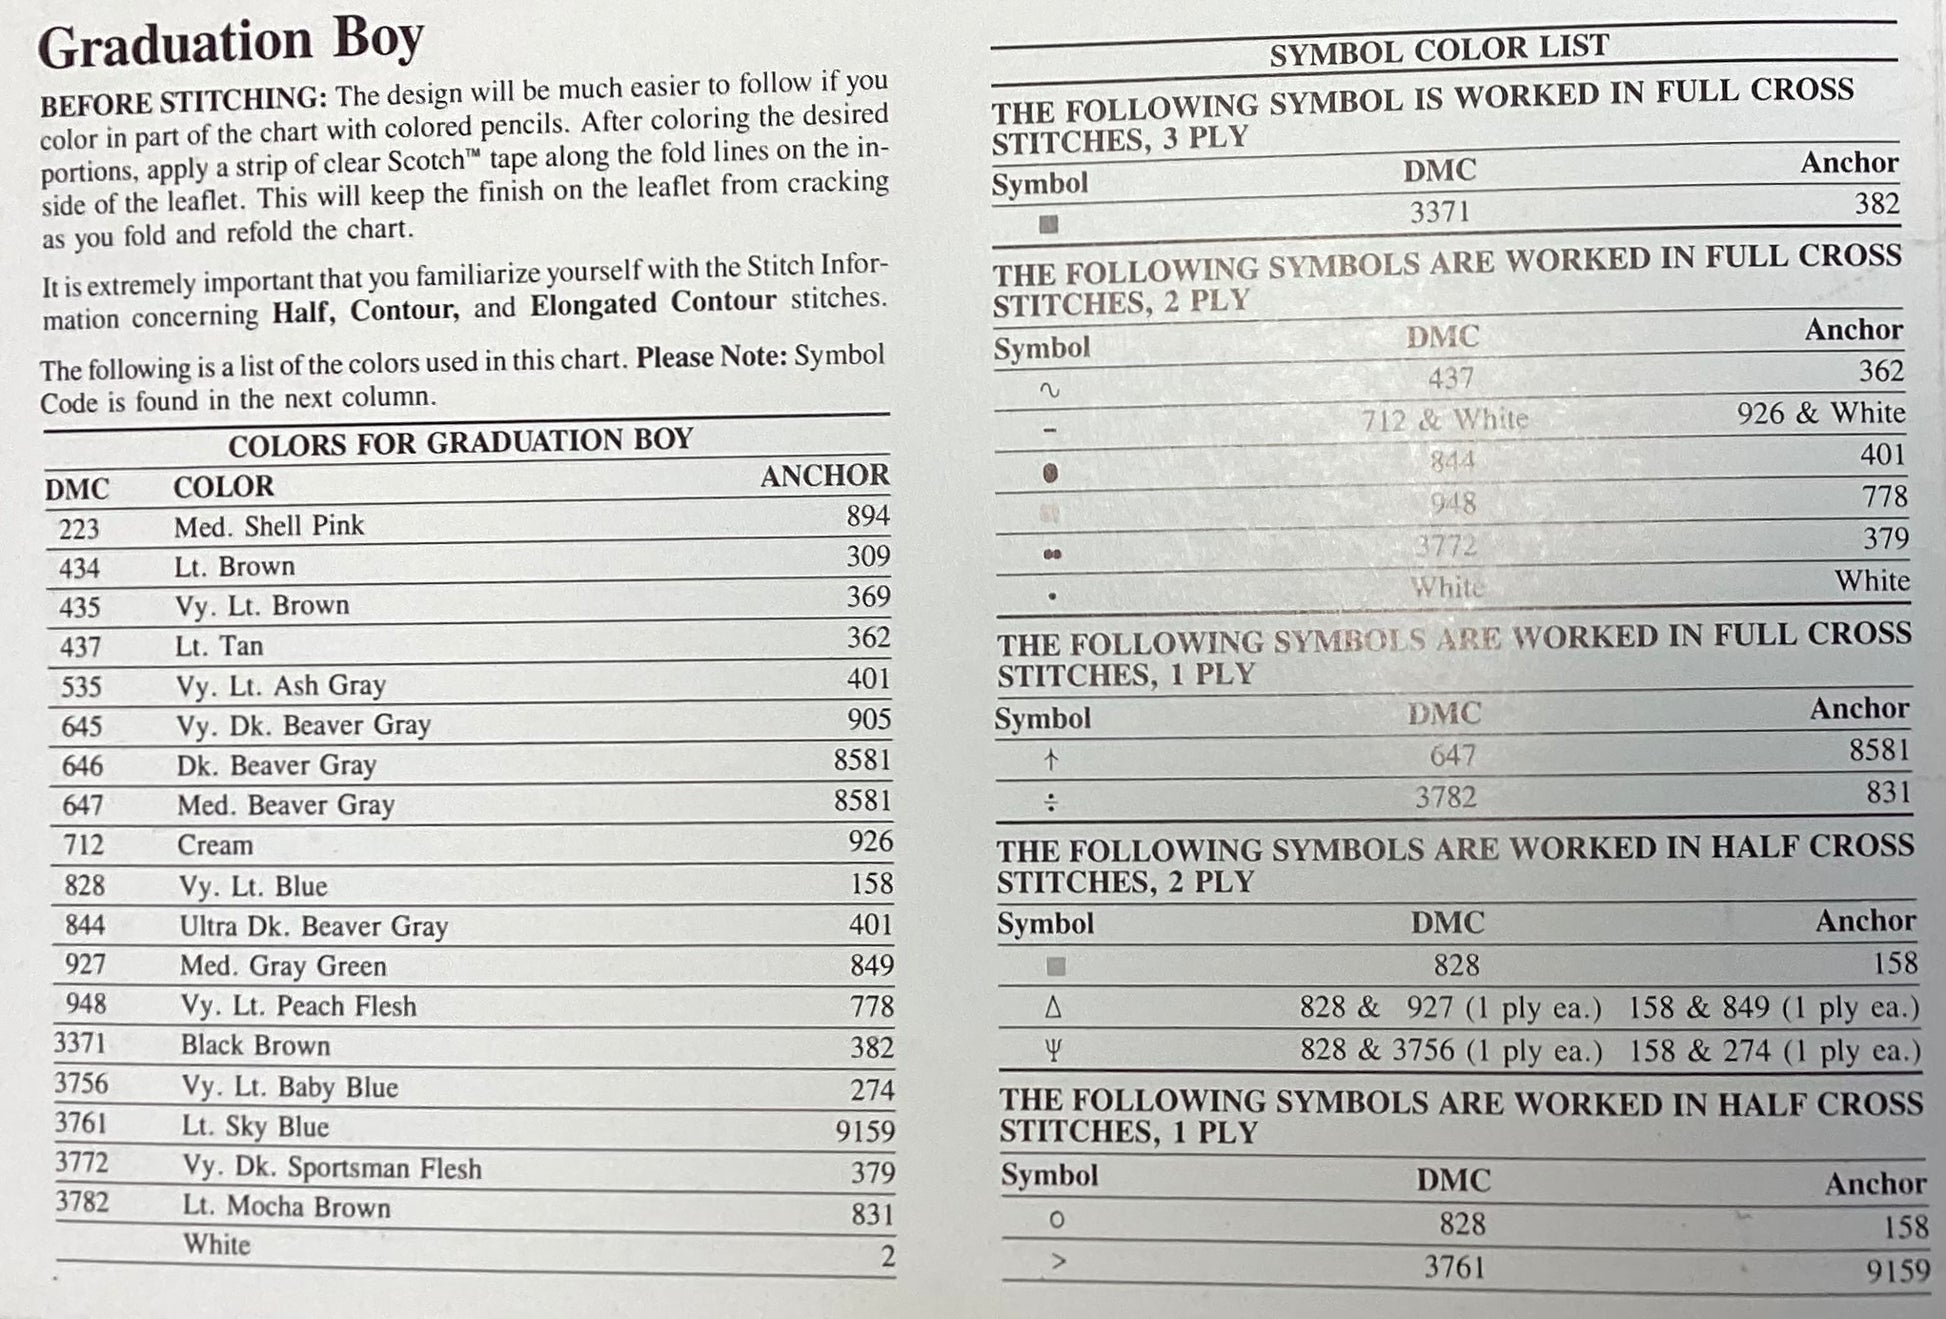 Graduation Boy
BEFORE STITCHING: The design will be much easier to follow if you
color in part of the chart with colored pencils. After coloring the desired
portions, apply a strip of clear Scotch™ tape along the fold lines on the in-
side of the leaflet. This will keep the finish on the leaflet from cracking
as you fold and refold the chart.
It is extremely important that you familiarize yourself with the Stitch Infor-
mation concerning Half, Contour, and Elongated Contour stitches.
The following is a list of the colors used in this chart. Please Note: Symbol
Code is found in the next column.
COLORS FOR GRADUATION BOY
DMC COLOR ANCHOR
223 Med. Shell Pink 894
434 Lt. Brown 309
435 Vy. Lt. Brown 369
437 Lt. Tan 362
535 Vy. Lt. Ash Gray 401
645 Vy. Dk. Beaver Gray 905
646 Dk. Beaver Gray 8581
647 Med. Beaver Gray 8581
712 Cream 926
828 Vy. Lt. Blue 158
844 Ultra Dk. Beaver Gray 401
927 Med. Gray Green 849
948 Vy. Lt. Peach Flesh 778
3371 Black Brown 382
3756 Vy. Lt. Baby Blue 274
3761 Lt. Sky Blue 9159
3772 Vy. Dk. Sportsman Flesh 379
3782 Lt. Mocha Brown 831
White 2
SYMBOL COLOR LIST
THE FOLLOWING SYMBOL IS WORKED IN FULL CROSS
STITCHES, 3 PLY
Symbol DMC Anchor
■ 3371 382
THE FOLLOWING SYMBOLS ARE WORKED IN FULL CROSS
STITCHES, 2 PLY
Symbol DMC Anchor
∿ 437 362
– 712 & White 926 & White
● 844 401
948 778
●● 3772 379
• White White
THE FOLLOWING SYMBOLS ARE WORKED IN FULL CROSS
STITCHES, 1 PLY
Symbol DMC Anchor
↑ 647 8581
÷ 3782 831
THE FOLLOWING SYMBOLS ARE WORKED IN HALF CROSS
STITCHES, 2 PLY
Symbol DMC Anchor
■ 828 158
Δ 828 & 927 (1 ply ea.) 158 & 849 (1 ply ea.)
Ψ 828 & 3756 (1 ply ea.) 158 & 274 (1 ply ea.)
THE FOLLOWING SYMBOLS ARE WORKED IN HALF CROSS
STITCHES, 1 PLY
Symbol DMC Anchor
O 828 158
> 3761 9159